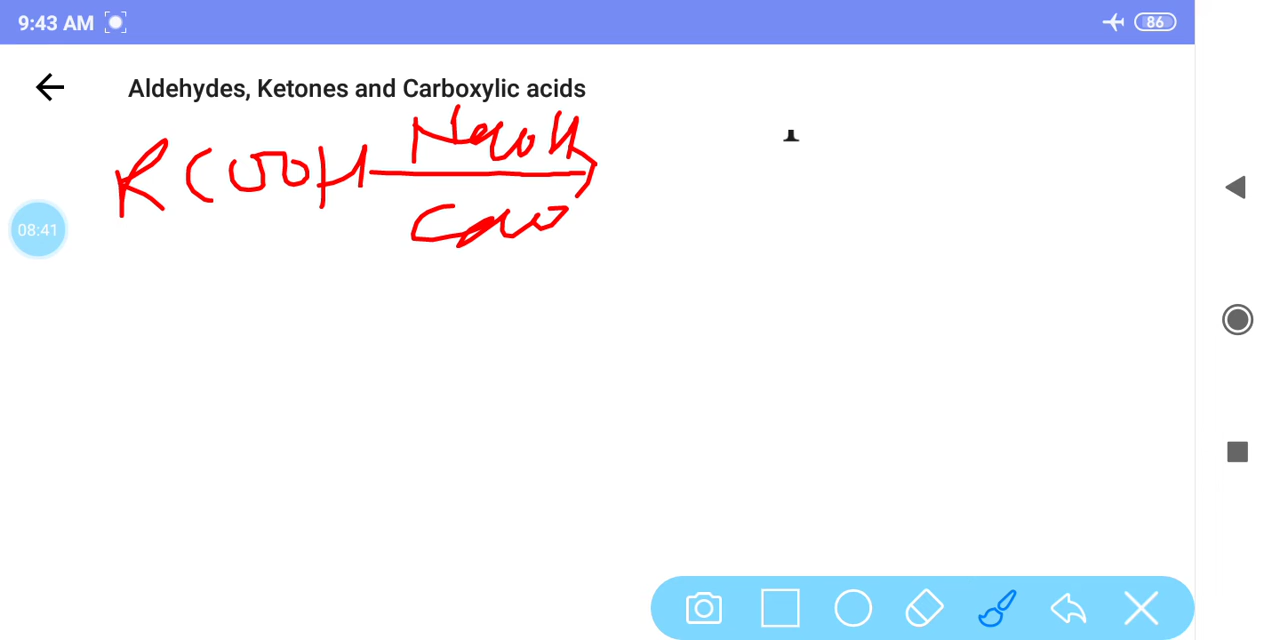 9:43 AM
86
Aldehydes, Ketones and Carboxylic acids
RCOOH NaOH
CaO
08:41